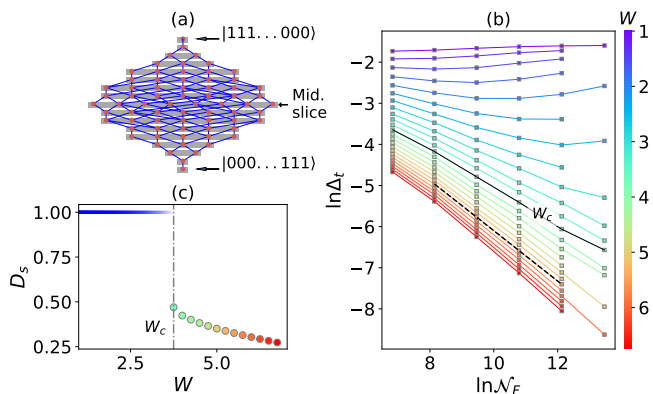 (a)
|111...000⟩
Mid.
slice
|000...111⟩
(b)
W
−2
−3
−4
−5
−6
−7
−8
lnΔt
W_c
8
10
12
ln𝒩_F
1
2
3
4
5
6
(c)
1.00
0.75
0.50
0.25
D_s
W_c
2.5
5.0
W